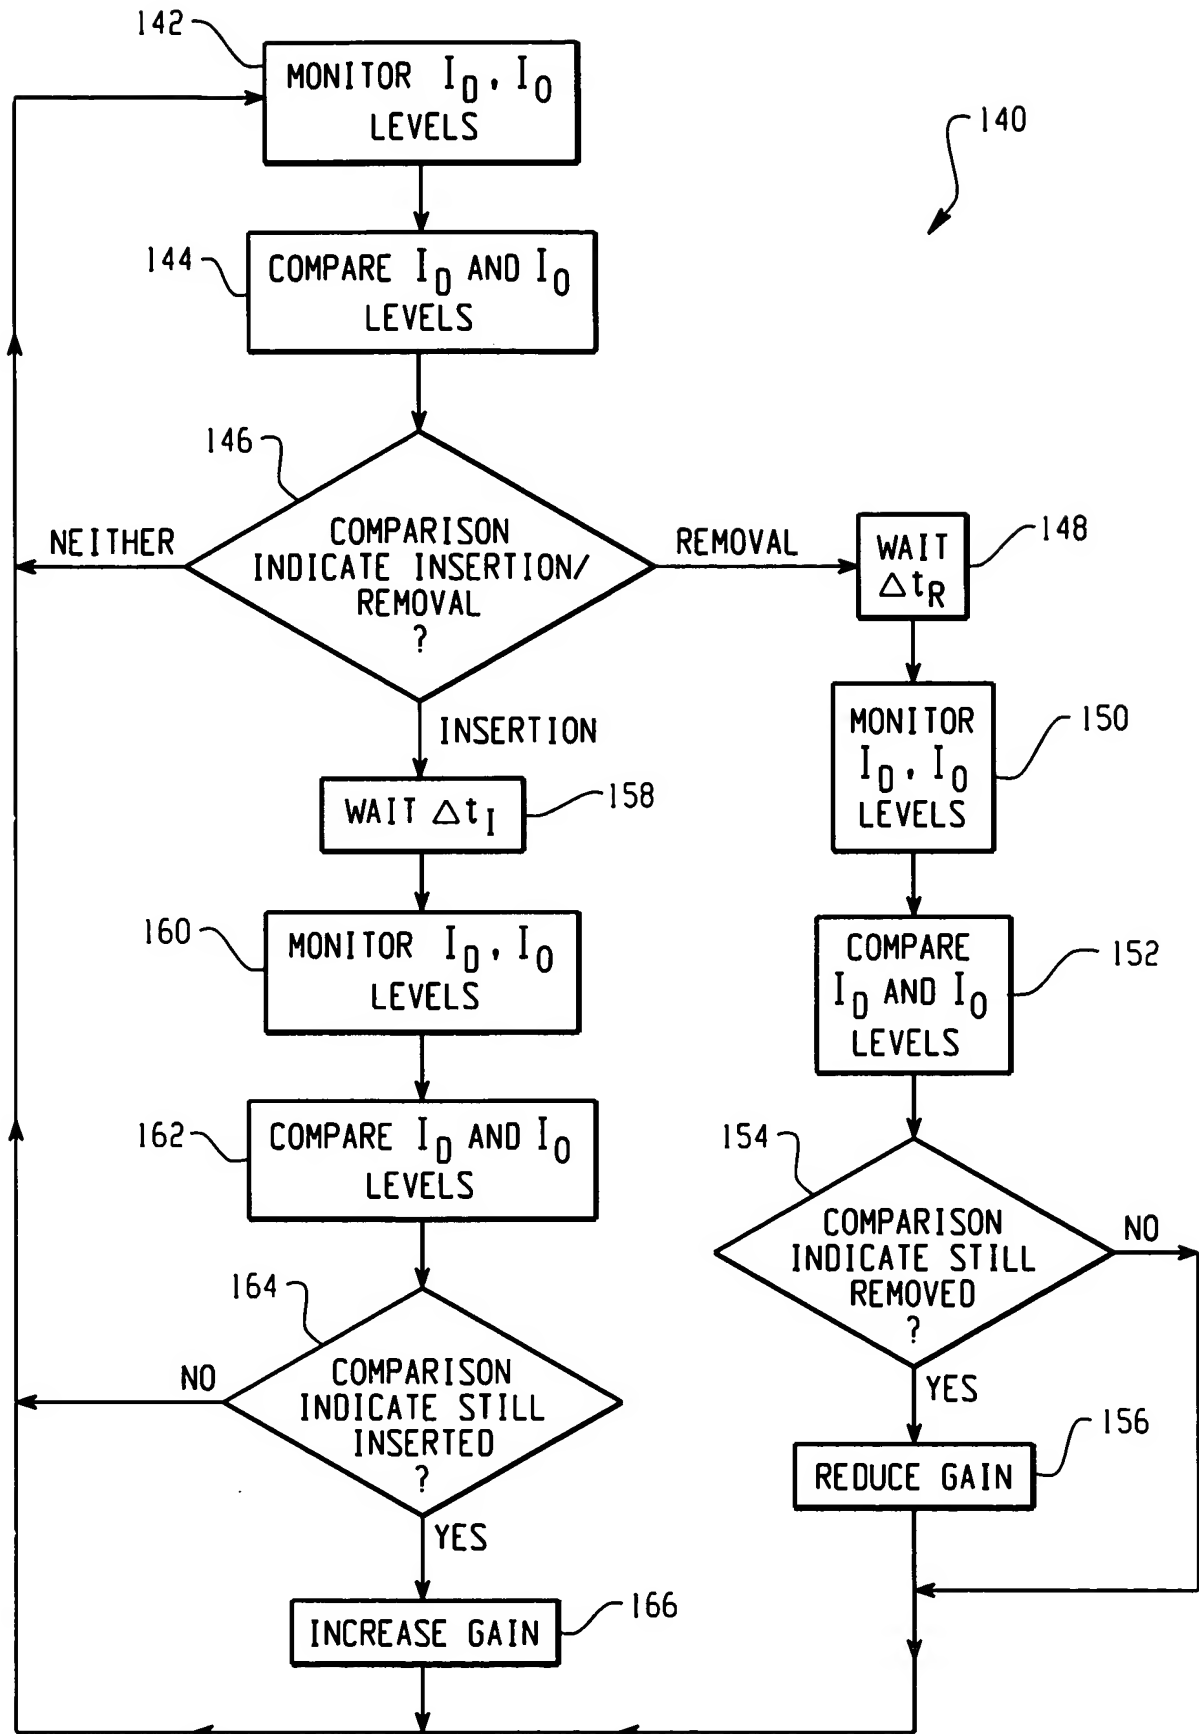 142
MONITOR I_D, I_O
LEVELS
140
144
COMPARE I_D AND I_O
LEVELS
146
NEITHER
COMPARISON
INDICATE INSERTION/
REMOVAL
?
REMOVAL
WAIT
Δt_R
148
INSERTION
MONITOR
I_D, I_O
LEVELS
150
WAIT Δt_I
158
160
MONITOR I_D, I_O
LEVELS
COMPARE
I_D AND I_O
LEVELS
152
162
COMPARE I_D AND I_O
LEVELS
154
COMPARISON
INDICATE STILL
REMOVED
?
NO
YES
164
NO
COMPARISON
INDICATE STILL
INSERTED
?
YES
REDUCE GAIN
156
INCREASE GAIN
166